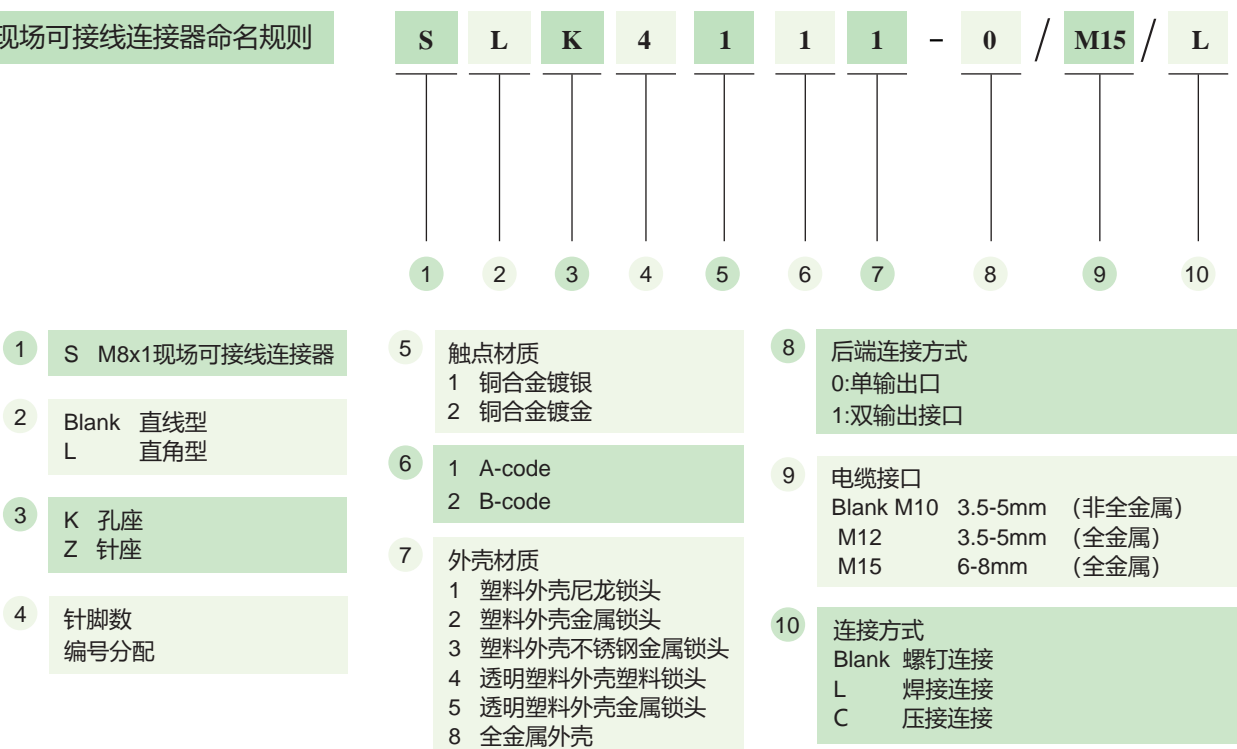 现场可接线连接器命名规则
S L K 4 1 1 1 - 0 / M15 / L
1 2 3 4 5 6 7 8 9 10
1 S M8x1现场可接线连接器
2 Blank 直线型
L 直角型
3 K 孔座
Z 针座
4 针脚数
编号分配
5 触点材质
1 铜合金镀银
2 铜合金镀金
6 1 A-code
2 B-code
7 外壳材质
1 塑料外壳尼龙锁头
2 塑料外壳金属锁头
3 塑料外壳不锈钢金属锁头
4 透明塑料外壳塑料锁头
5 透明塑料外壳金属锁头
8 全金属外壳
8 后端连接方式
0:单输出口
1:双输出接口
9 电缆接口
Blank M10 3.5-5mm (非全金属)
M12 3.5-5mm (全金属)
M15 6-8mm (全金属)
10 连接方式
Blank 螺钉连接
L 焊接连接
C 压接连接